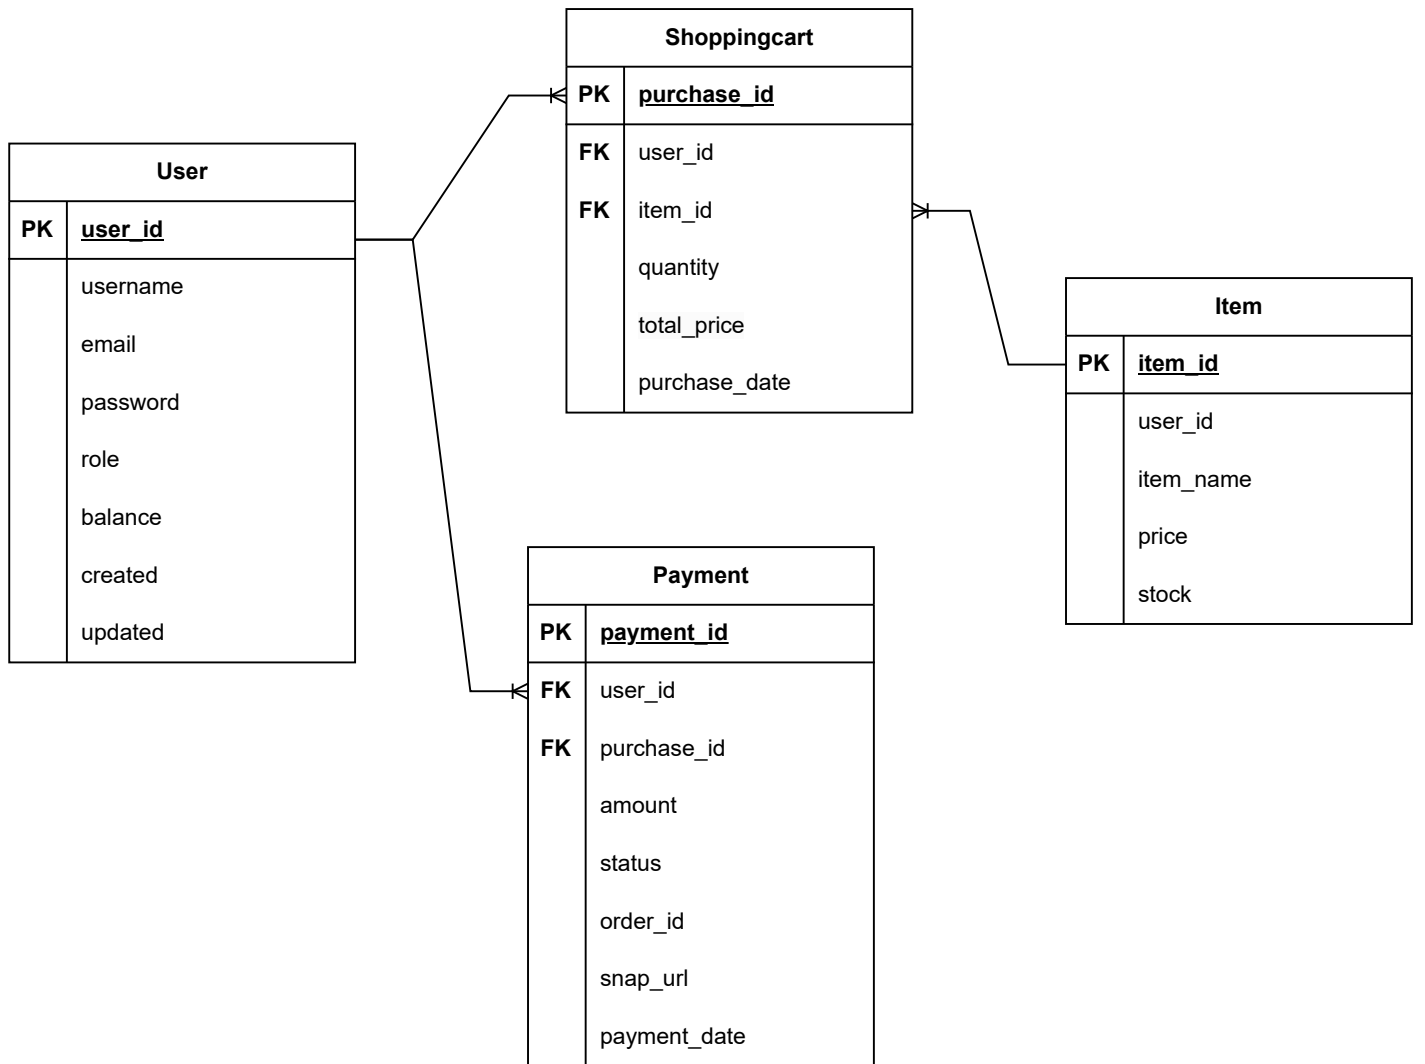 Shoppingcart
PK purchase_id
FK user_id
FK item_id
quantity
total_price
purchase_date
User
PK user_id
username
email
password
role
balance
created
updated
Item
PK item_id
user_id
item_name
price
stock
Payment
PK payment_id
FK user_id
FK purchase_id
amount
status
order_id
snap_url
payment_date